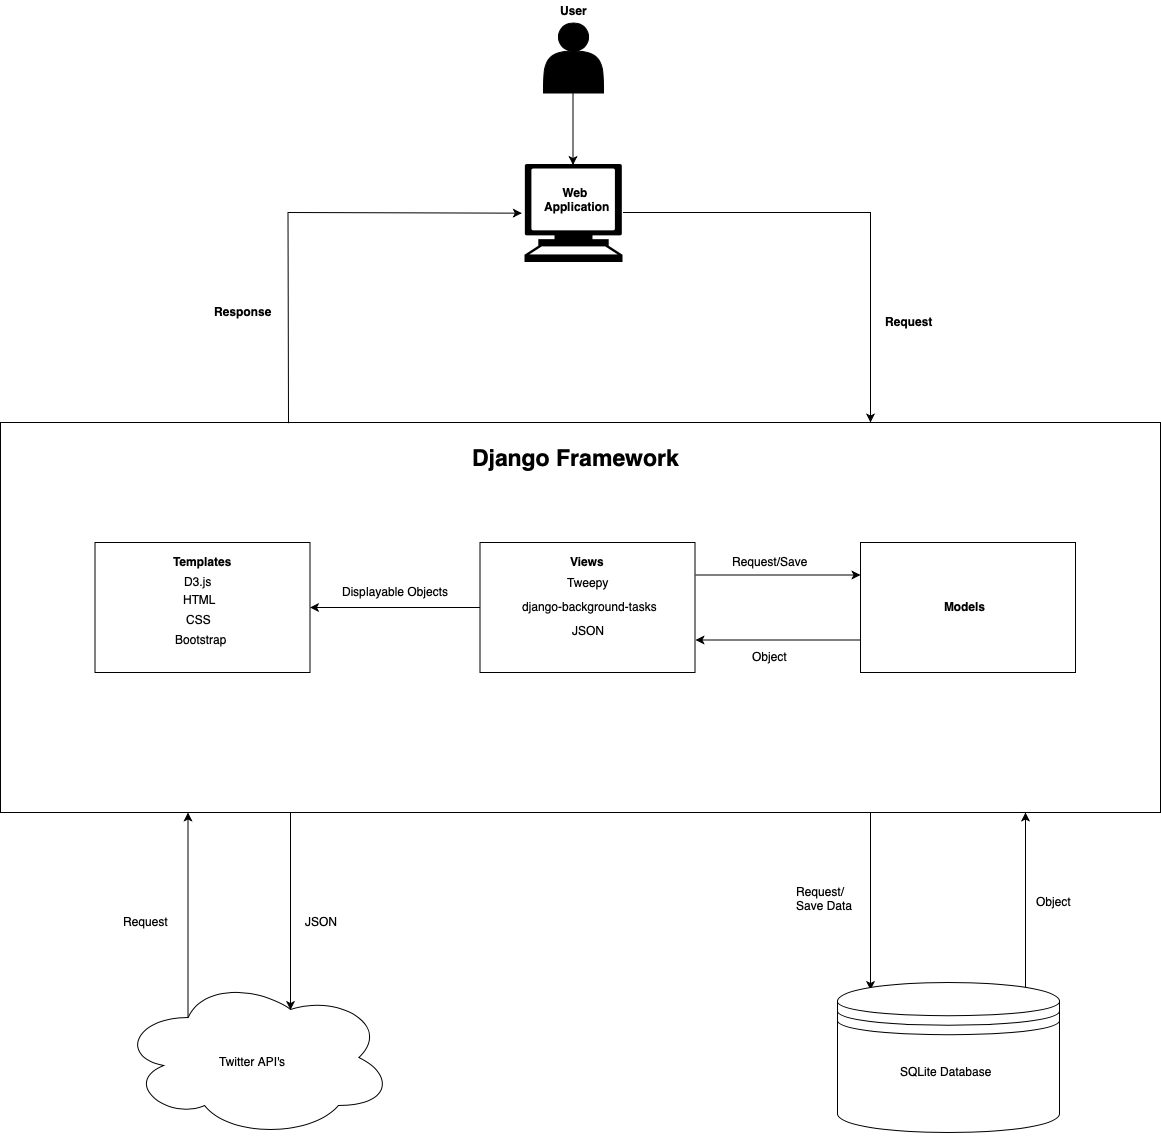 User
Web
Application
Response
Request
Django Framework
Templates
D3.js
HTML
CSS
Bootstrap
Displayable Objects
Views
Tweepy
django-background-tasks
JSON
Request/Save
Object
Models
Request
JSON
Request/
Save Data
Object
Twitter API's
SQLite Database